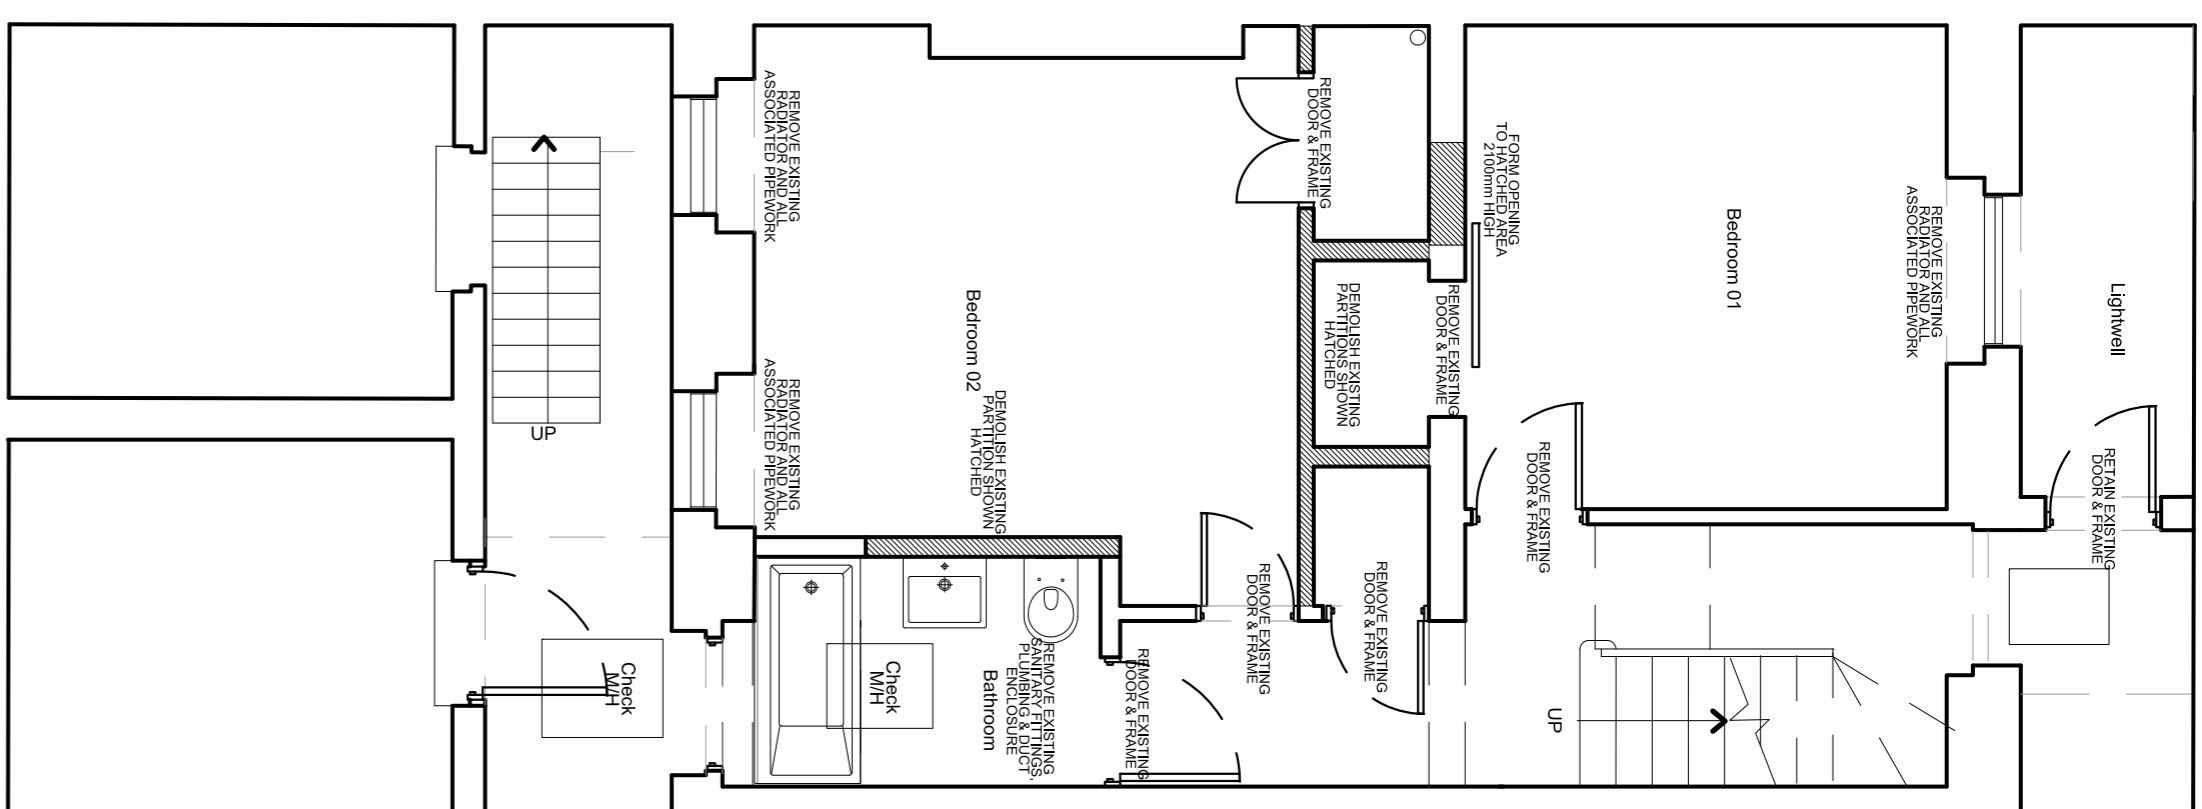 REMOVE EXISTING
RADIATOR AND ALL
ASSOCIATED PIPEWORK
REMOVE EXISTING
DOOR & FRAME
FORM OPENING
TO HATCHED AREA
2100mm HIGH
Bedroom 01
REMOVE EXISTING
RADIATOR AND ALL
ASSOCIATED PIPEWORK
Lightwell
Bedroom 02
DEMOLISH EXISTING
PARTITIONS SHOWN
HATCHED
REMOVE EXISTING
DOOR & FRAME
UP
REMOVE EXISTING
RADIATOR AND ALL
ASSOCIATED PIPEWORK
DEMOLISH EXISTING
PARTITION SHOWN
HATCHED
REMOVE EXISTING
DOOR & FRAME
RETAIN EXISTING
DOOR & FRAME
REMOVE EXISTING
DOOR & FRAME
REMOVE EXISTING
DOOR & FRAME
Check
M/H
Check
M/H
Bathroom
REMOVE EXISTING
SANITARY FITTINGS,
PLUMBING & DUCT
ENCLOSURE
REMOVE EXISTING
DOOR & FRAME
UP